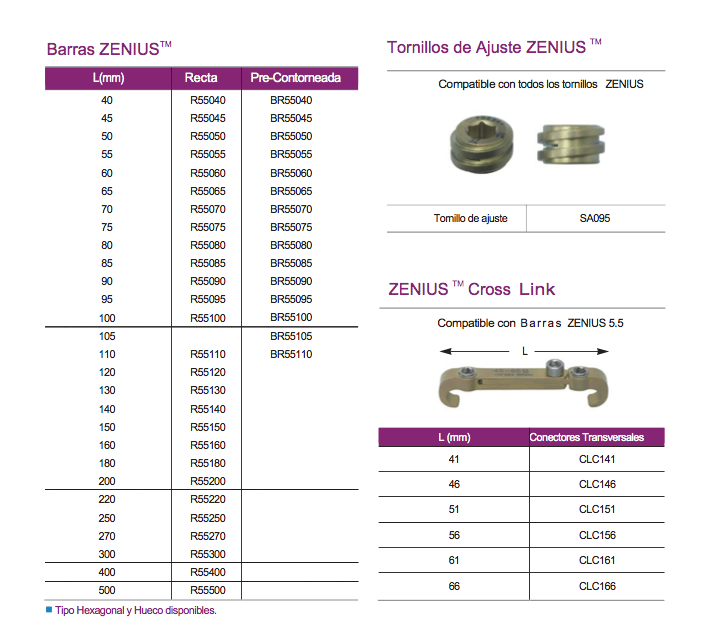 Barras ZENIUS™
L(mm) Recta Pre-Contorneada
40 R55040 BR55040
45 R55045 BR55045
50 R55050 BR55050
55 R55055 BR55055
60 R55060 BR55060
65 R55065 BR55065
70 R55070 BR55070
75 R55075 BR55075
80 R55080 BR55080
85 R55085 BR55085
90 R55090 BR55090
95 R55095 BR55095
100 R55100 BR55100
105 BR55105
110 R55110 BR55110
120 R55120
130 R55130
140 R55140
150 R55150
160 R55160
180 R55180
200 R55200
220 R55220
250 R55250
270 R55270
300 R55300
400 R55400
500 R55500
Tipo Hexagonal y Hueco disponibles.
Tornillos de Ajuste ZENIUS ™
Compatible con todos los tornillos ZENIUS
Tornillo de ajuste SA095
ZENIUS ™ Cross Link
Compatible con Barras ZENIUS 5.5
L
L (mm) Conectores Transversales
41 CLC141
46 CLC146
51 CLC151
56 CLC156
61 CLC161
66 CLC166